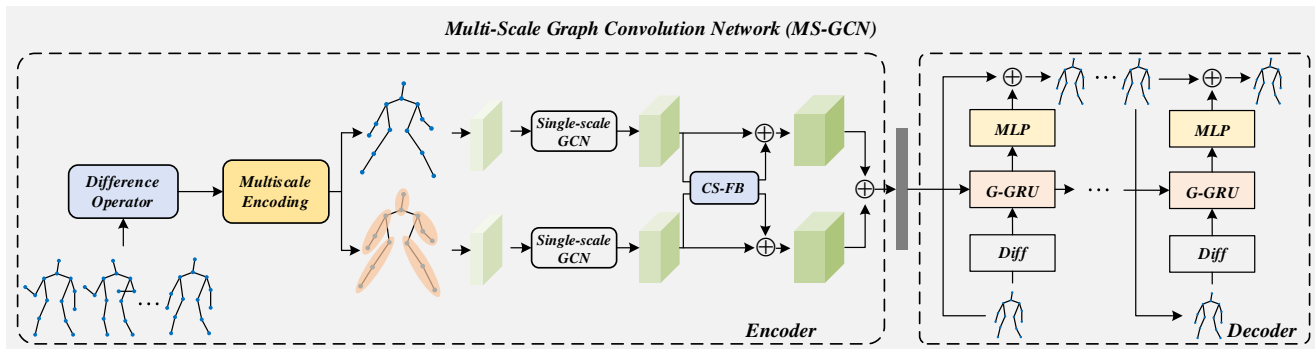 Multi-Scale Graph Convolution Network (MS-GCN)
Difference
Operator
Multiscale
Encoding
Single-scale
GCN
Single-scale
GCN
CS-FB
...
Encoder
MLP
G-GRU
Diff
...
...
MLP
G-GRU
Diff
Decoder